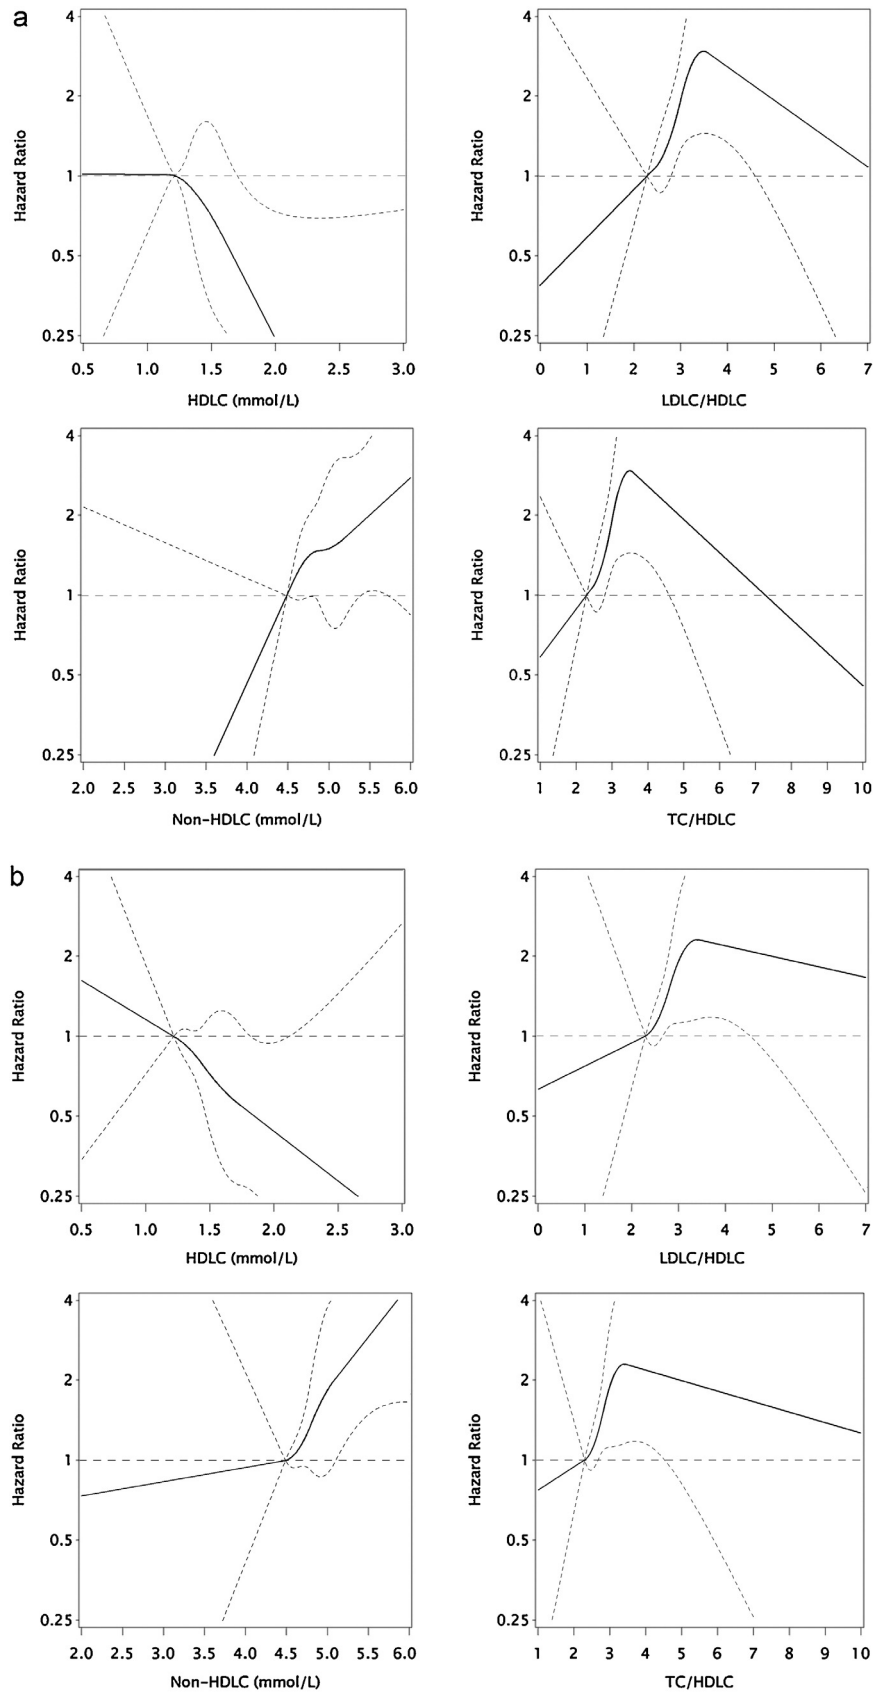 a
4
2
1
0.5
0.25
Hazard Ratio
0.5 1.0 1.5 2.0 2.5 3.0
HDLC (mmol/L)
4
2
1
0.5
0.25
Hazard Ratio
0 1 2 3 4 5 6 7
LDLC/HDLC
4
2
1
0.5
0.25
Hazard Ratio
2.0 2.5 3.0 3.5 4.0 4.5 5.0 5.5 6.0
Non-HDLC (mmol/L)
4
2
1
0.5
0.25
Hazard Ratio
1 2 3 4 5 6 7 8 9 10
TC/HDLC
b
4
2
1
0.5
0.25
Hazard Ratio
0.5 1.0 1.5 2.0 2.5 3.0
HDLC (mmol/L)
4
2
1
0.5
0.25
Hazard Ratio
0 1 2 3 4 5 6 7
LDLC/HDLC
4
2
1
0.5
0.25
Hazard Ratio
2.0 2.5 3.0 3.5 4.0 4.5 5.0 5.5 6.0
Non-HDLC (mmol/L)
4
2
1
0.5
0.25
Hazard Ratio
1 2 3 4 5 6 7 8 9 10
TC/HDLC